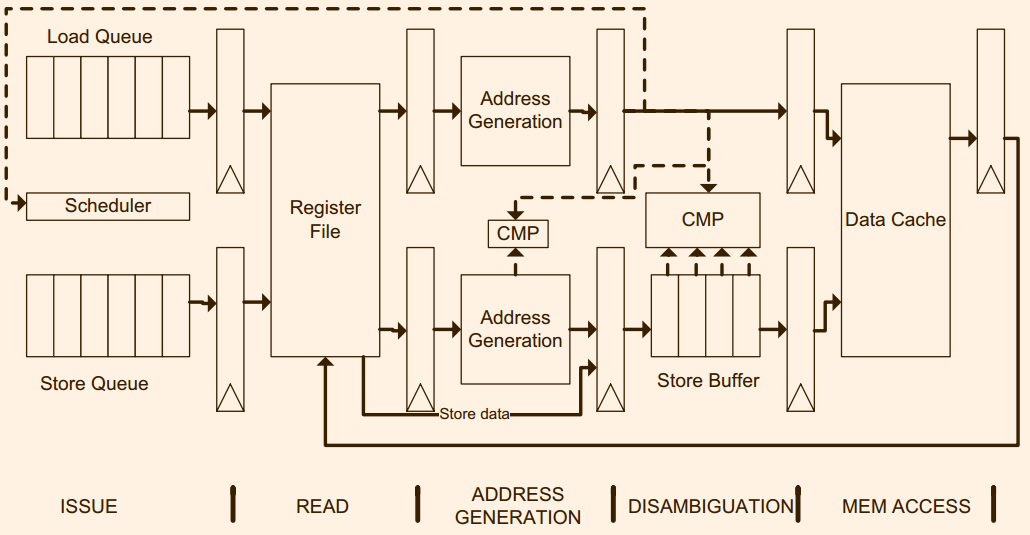 Load Queue
Scheduler
Store Queue
Register
File
Address
Generation
CMP
Address
Generation
Store data
CMP
Store Buffer
Data Cache
ISSUE
READ
ADDRESS
GENERATION
DISAMBIGUATION
MEM ACCESS